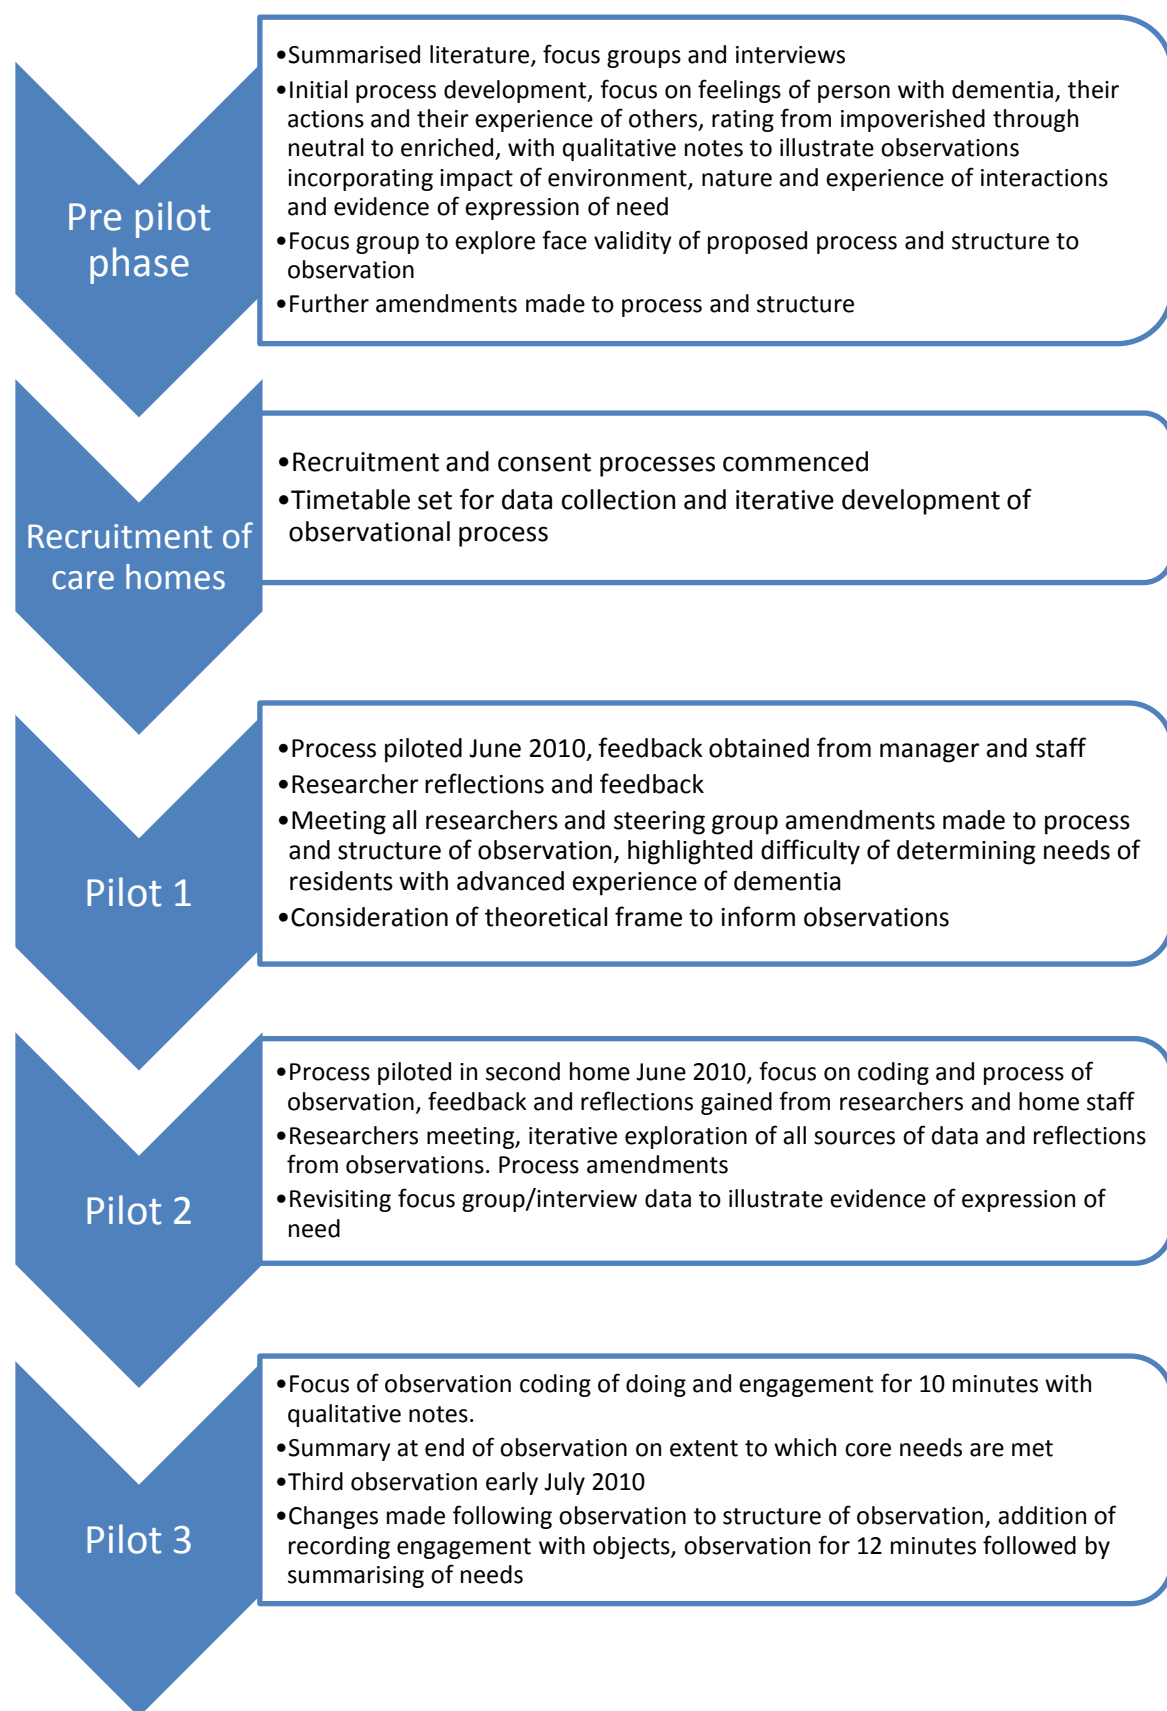 Pre pilot
phase
•Summarised literature, focus groups and interviews
•Initial process development, focus on feelings of person with dementia, their
actions and their experience of others, rating from impoverished through
neutral to enriched, with qualitative notes to illustrate observations
incorporating impact of environment, nature and experience of interactions
and evidence of expression of need
•Focus group to explore face validity of proposed process and structure to
observation
•Further amendments made to process and structure
Recruitment of
care homes
•Recruitment and consent processes commenced
•Timetable set for data collection and iterative development of
observational process
Pilot 1
•Process piloted June 2010, feedback obtained from manager and staff
•Researcher reflections and feedback
•Meeting all researchers and steering group amendments made to process
and structure of observation, highlighted difficulty of determining needs of
residents with advanced experience of dementia
•Consideration of theoretical frame to inform observations
Pilot 2
•Process piloted in second home June 2010, focus on coding and process of
observation, feedback and reflections gained from researchers and home staff
•Researchers meeting, iterative exploration of all sources of data and reflections
from observations. Process amendments
•Revisiting focus group/interview data to illustrate evidence of expression of
need
Pilot 3
•Focus of observation coding of doing and engagement for 10 minutes with
qualitative notes.
•Summary at end of observation on extent to which core needs are met
•Third observation early July 2010
•Changes made following observation to structure of observation, addition of
recording engagement with objects, observation for 12 minutes followed by
summarising of needs